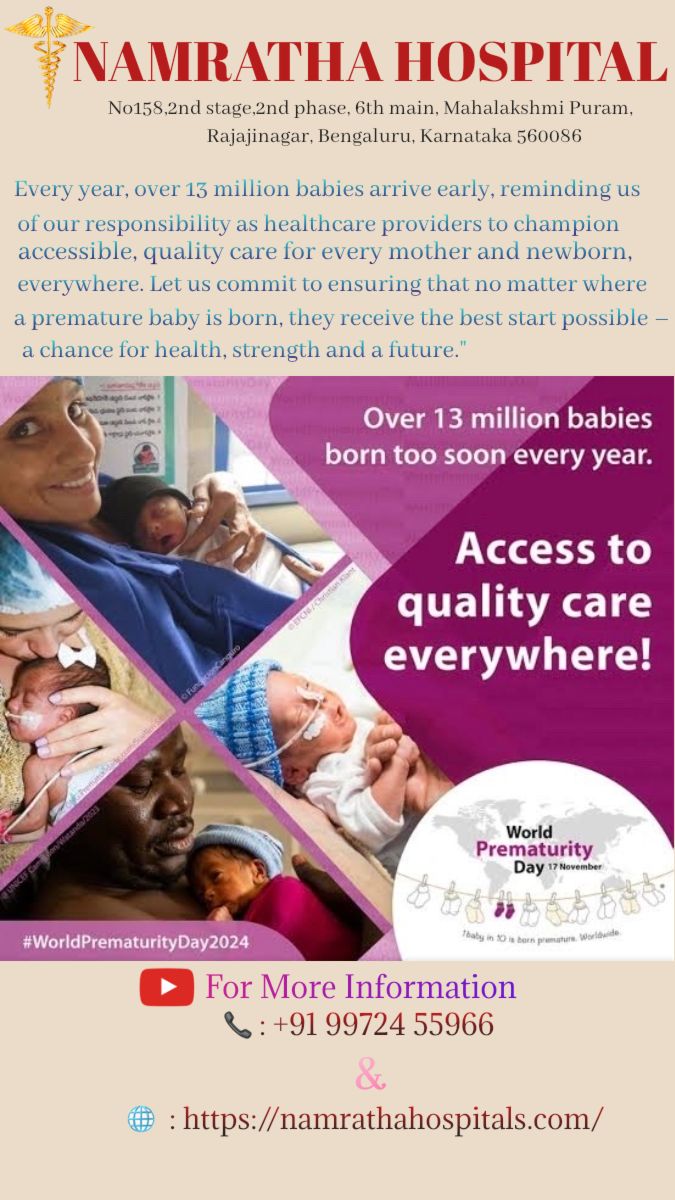 NAMRATHA HOSPITAL
No158,2nd stage,2nd phase, 6th main, Mahalakshmi Puram,
Rajajinagar, Bengaluru, Karnataka 560086
Every year, over 13 million babies arrive early, reminding us
of our responsibility as healthcare providers to champion
accessible, quality care for every mother and newborn,
everywhere. Let us commit to ensuring that no matter where
a premature baby is born, they receive the best start possible –
a chance for health, strength and a future."
Over 13 million babies
born too soon every year.
Access to
quality care
everywhere!
© EFCNI / Christian Klant
World
Prematurity
Day 17 November
1 baby in 10 is born premature. Worldwide.
#WorldPrematurityDay2024
For More Information
: +91 99724 55966
&
: https://namrathahospitals.com/